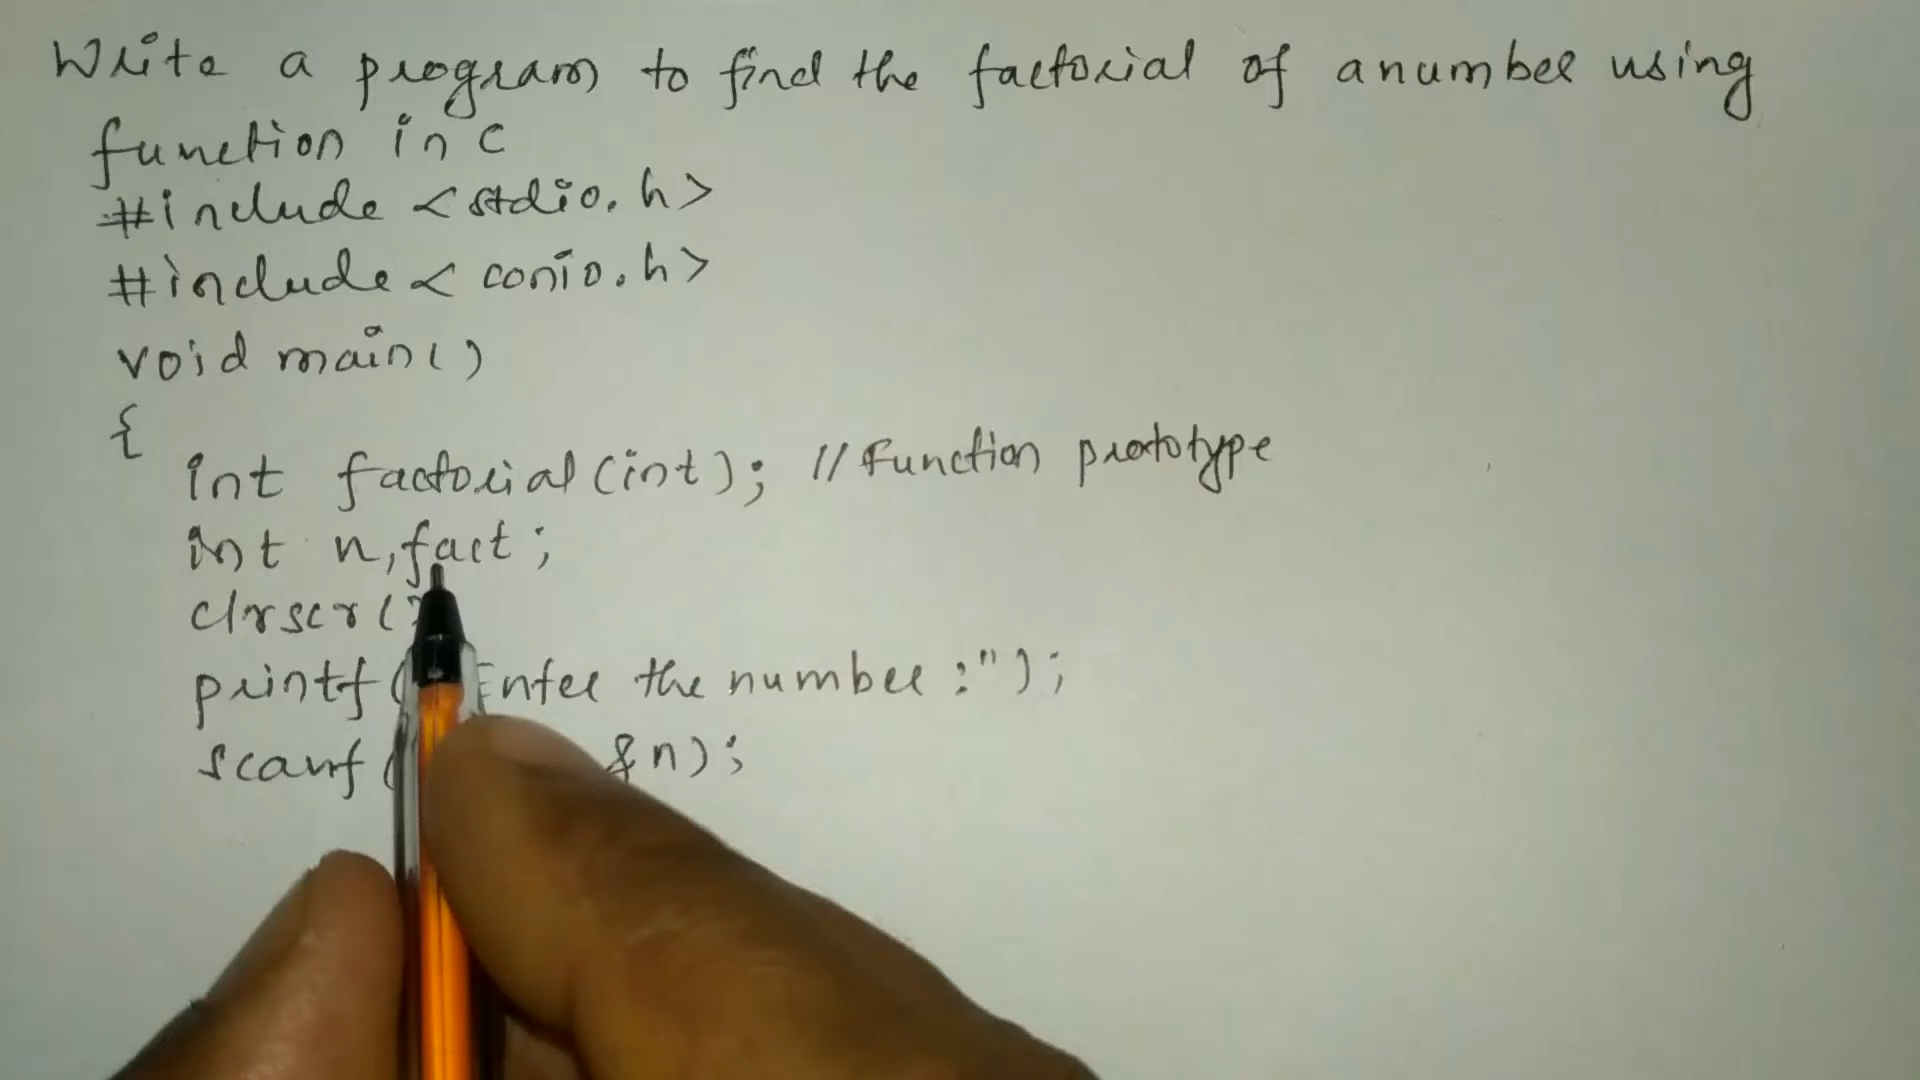 Write a program to find the factorial of a number using
function in C
#include <stdio.h>
#include < conio.h>
void main()
{
int factorial (int); // Function prototype
int n, fact;
clrscr(
printf( Enter the number :");
scanf( &n);